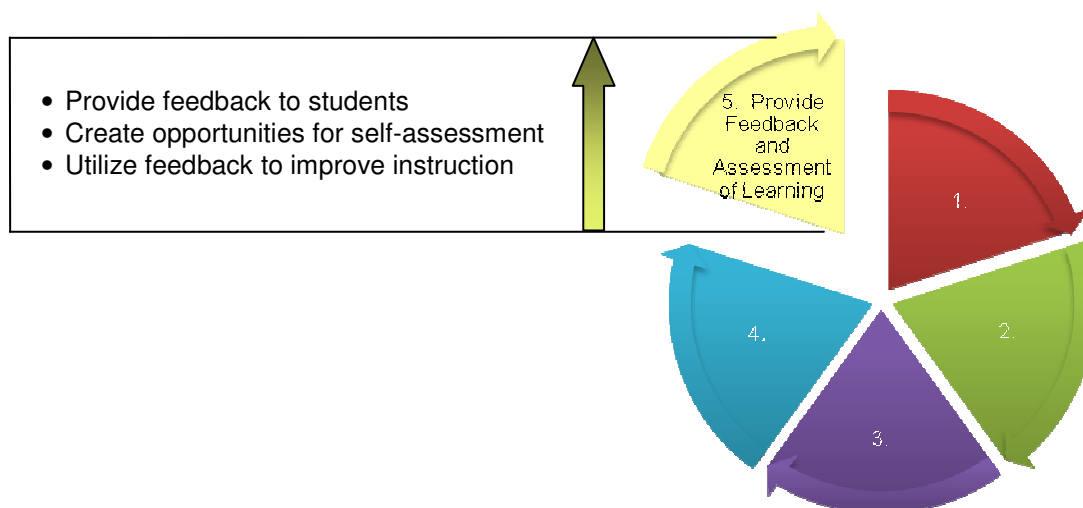 • Provide feedback to students
• Create opportunities for self-assessment
• Utilize feedback to improve instruction
5. Provide
Feedback
and
Assessment
of Learning
1.
2.
3.
4.